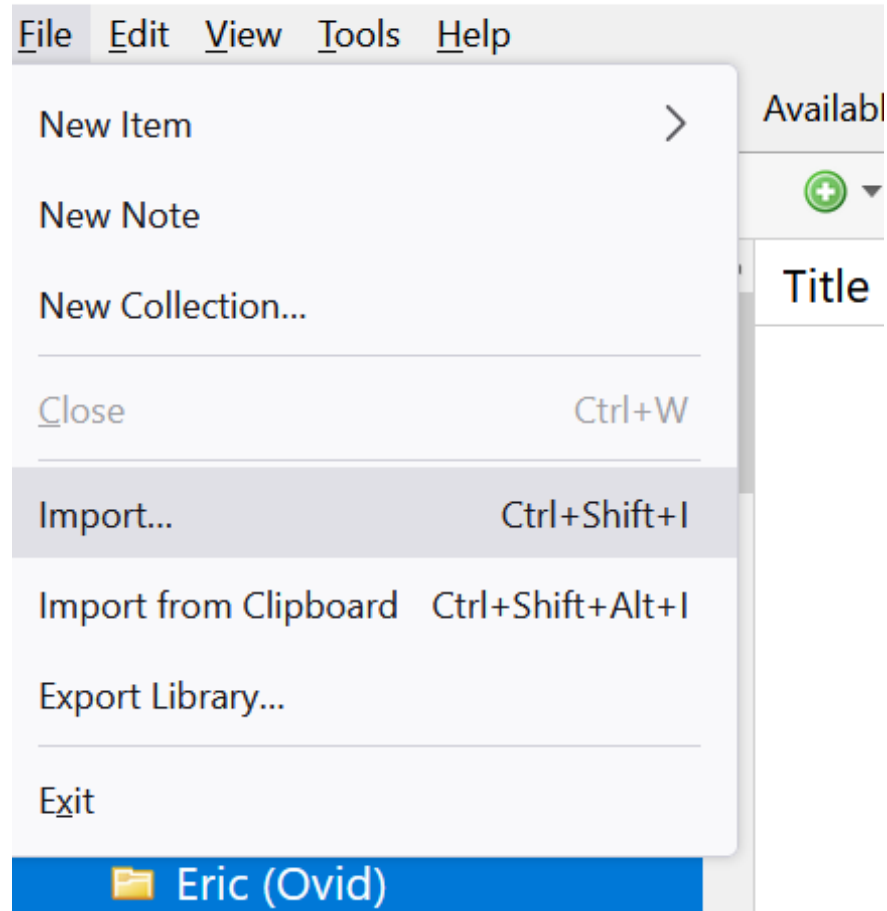 File Edit View Tools Help
New Item
Availabl
New Note
Title
New Collection...
Close Ctrl+W
Import... Ctrl+Shift+I
Import from Clipboard Ctrl+Shift+Alt+I
Export Library...
Exit
Eric (Ovid)